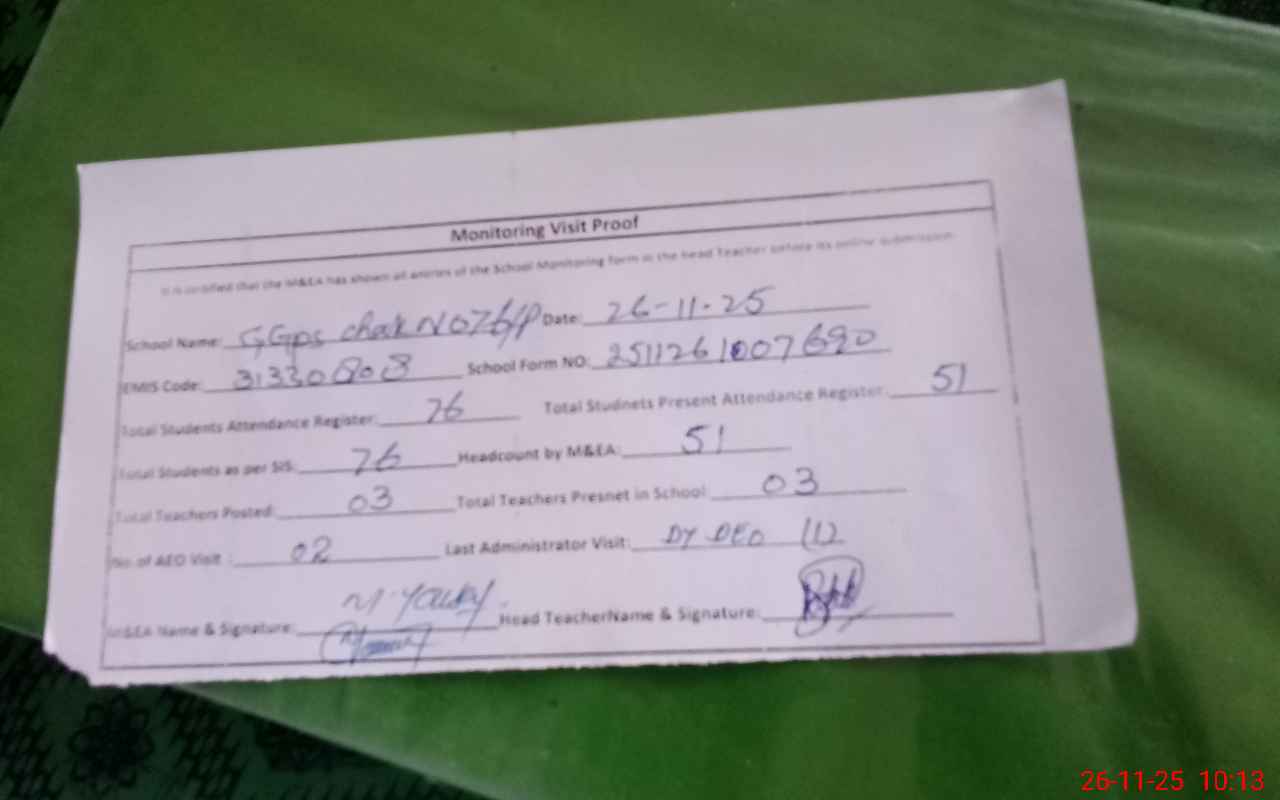 Monitoring Visit Proof
It is certified that the M&EA has shown all entries of the School Monitoring form to the head Teacher before its online submission
School Name: GGps chak No 76/P Date: 26-11-25
EMIS Code: 31330808 School Form NO: 2511261007690
Total Students Attendance Register: 76 Total Studnets Present Attendance Register: 51
Total Students as per SIS: 76 Headcount by M&EA: 51
Total Teachers Posted: 03 Total Teachers Presnet in School: 03
No. of AEO Visit : 02 Last Administrator Visit: DY DEO
M&EA Name & Signature: Head TeacherName & Signature:
26-11-25 10:13